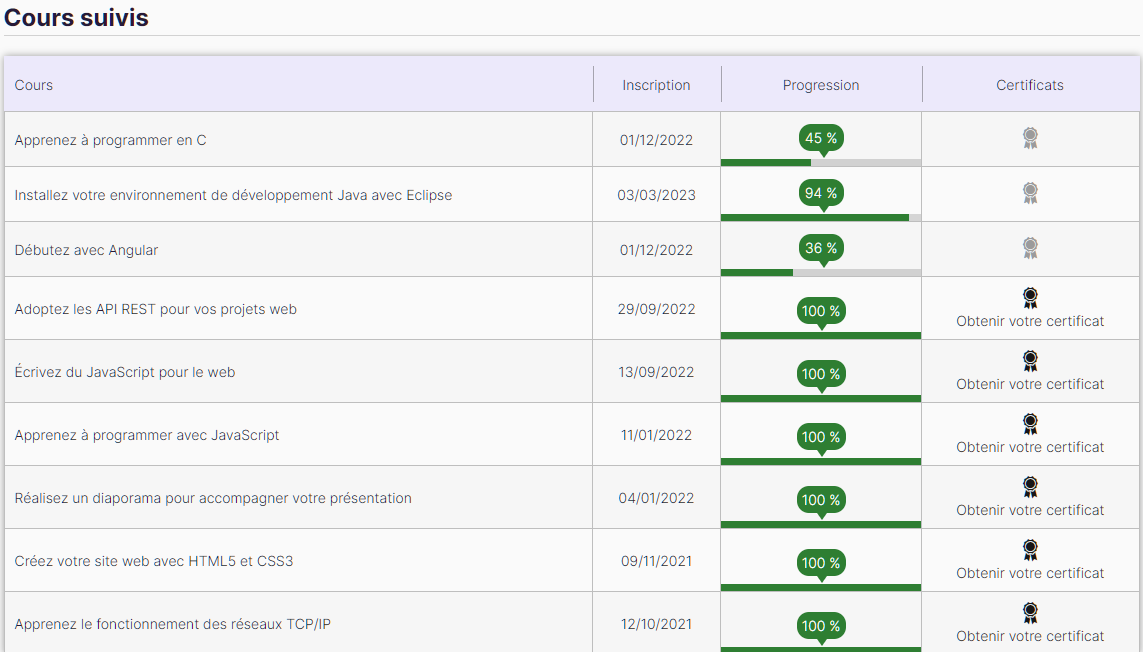 Cours suivis
Cours Inscription Progression Certificats
Apprenez à programmer en C 01/12/2022 45 %
Installez votre environnement de développement Java avec Eclipse 03/03/2023 94 %
Débutez avec Angular 01/12/2022 36 %
Adoptez les API REST pour vos projets web 29/09/2022 100 % Obtenir votre certificat
Écrivez du JavaScript pour le web 13/09/2022 100 % Obtenir votre certificat
Apprenez à programmer avec JavaScript 11/01/2022 100 % Obtenir votre certificat
Réalisez un diaporama pour accompagner votre présentation 04/01/2022 100 % Obtenir votre certificat
Créez votre site web avec HTML5 et CSS3 09/11/2021 100 % Obtenir votre certificat
Apprenez le fonctionnement des réseaux TCP/IP 12/10/2021 100 % Obtenir votre certificat